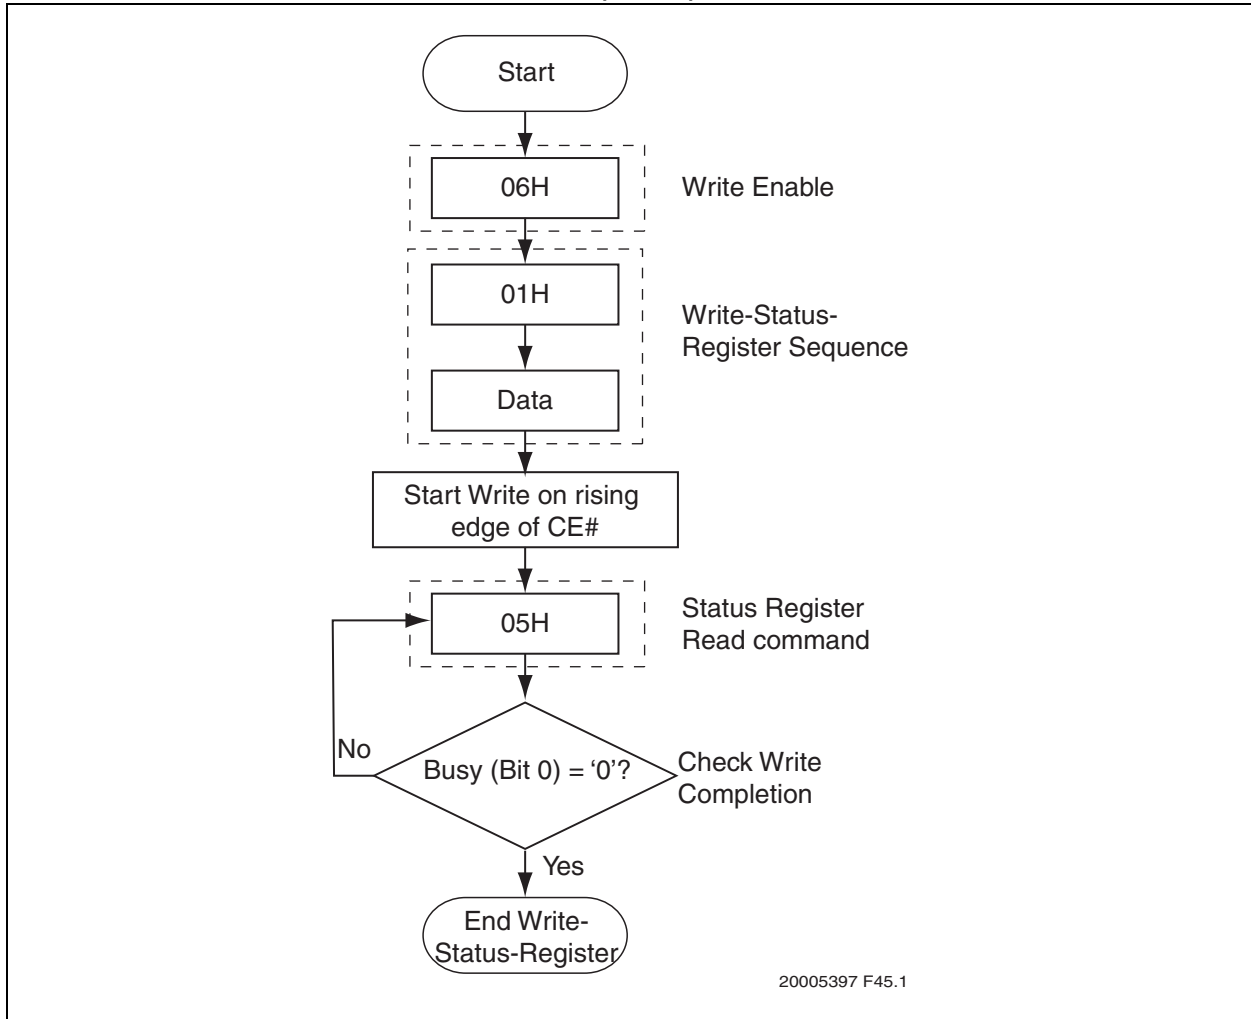 Start
06H
Write Enable
01H
Write-Status-
Register Sequence
Data
Start Write on rising
edge of CE#
05H
Status Register
Read command
No
Busy (Bit 0) = ‘0’?
Check Write
Completion
Yes
End Write-
Status-Register
20005397 F45.1